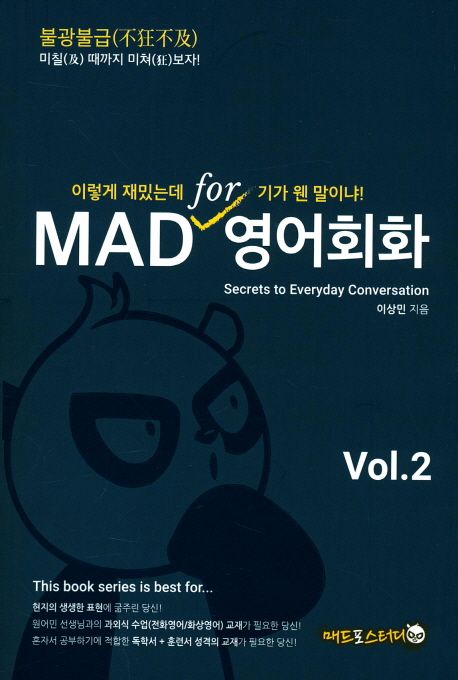 불광불급(不狂不及)
미칠(及) 때까지 미쳐(狂)보자!
이렇게 재밌는데 for 기가 웬 말이냐!
MAD 영어회화
Secrets to Everyday Conversation
이상민 지음
Vol.2
This book series is best for...
현지의 생생한 표현에 굶주린 당신!
원어민 선생님과의 과외식 수업(전화영어/화상영어) 교재가 필요한 당신!
혼자서 공부하기에 적합한 독학서 + 훈련서 성격의 교재가 필요한 당신!
매드포스터디